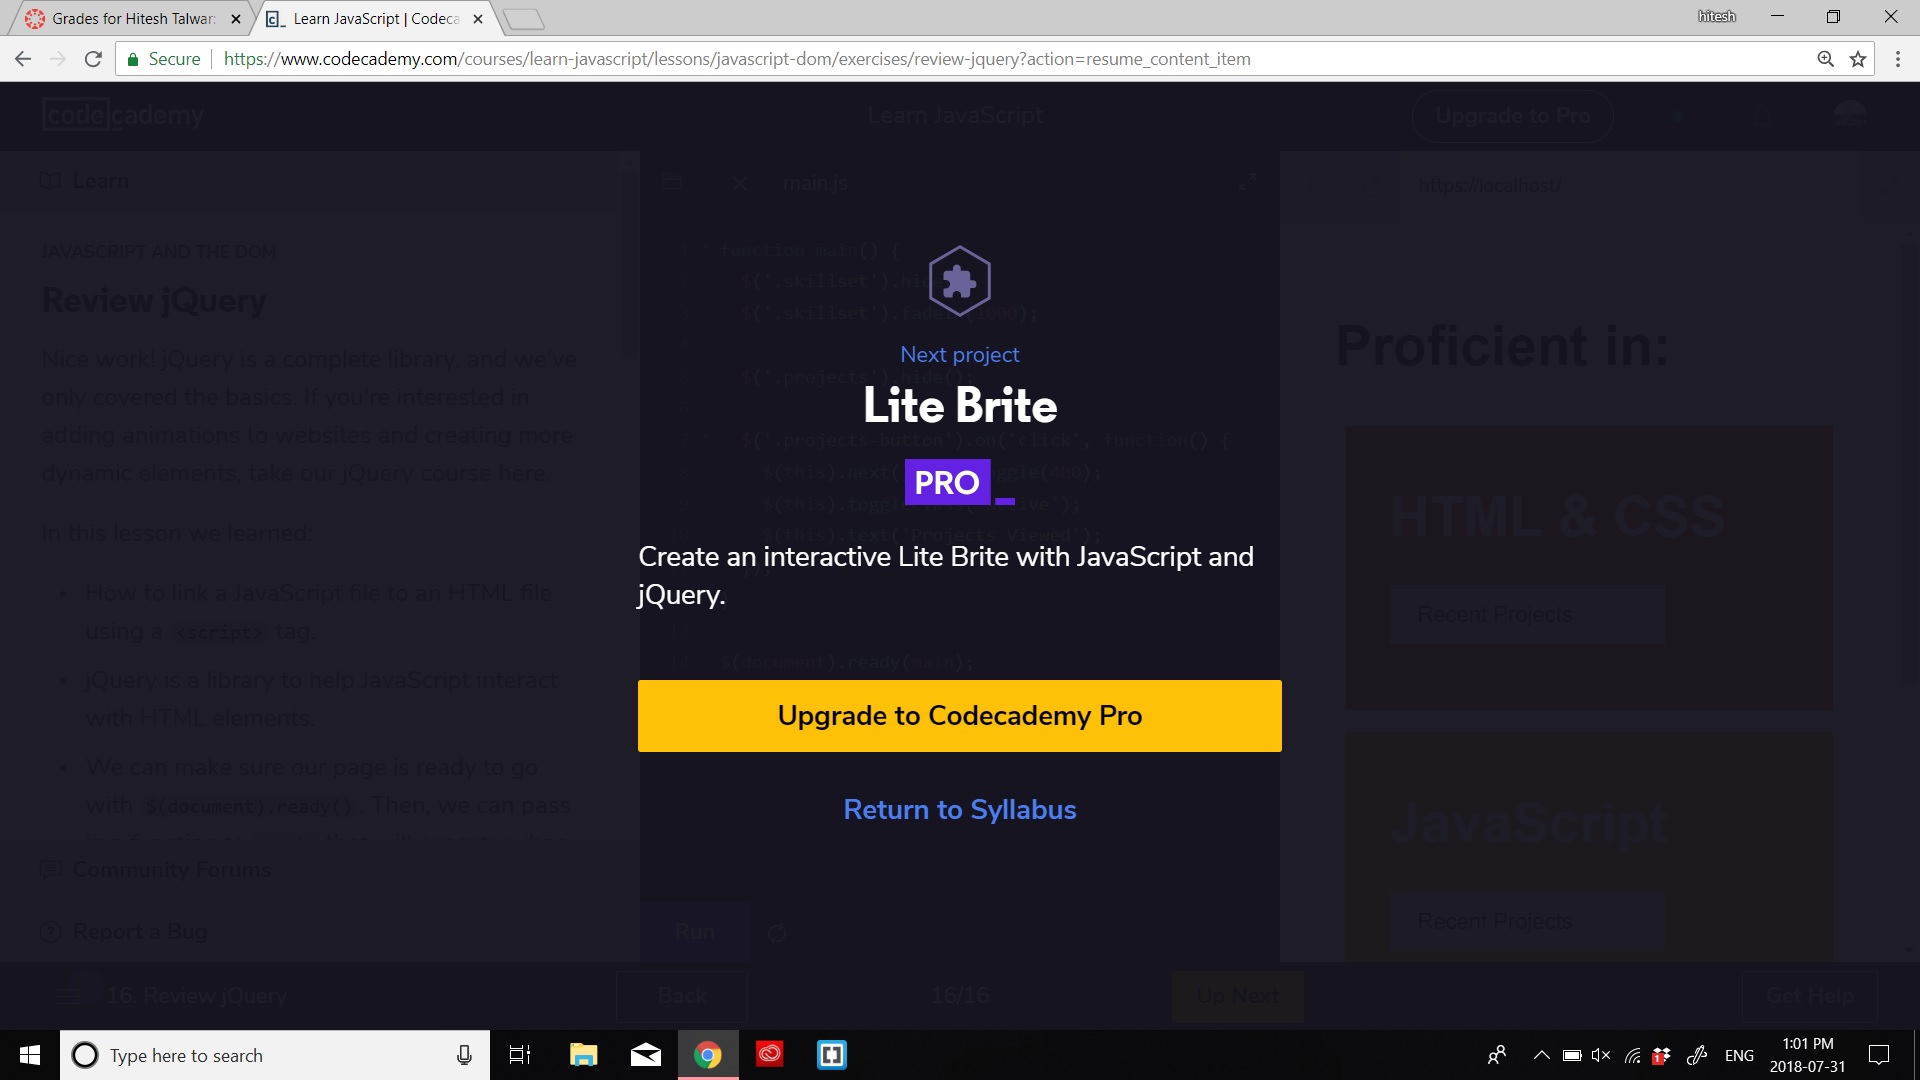 Grades for Hitesh Talwar:
Learn JavaScript | Codeca
hitesh
Secure
https://www.codecademy.com/courses/learn-javascript/lessons/javascript-dom/exercises/review-jquery?action=resume_content_item
codecademy
Learn JavaScript
Upgrade to Pro
Learn
JAVASCRIPT AND THE DOM
Review jQuery
Nice work! jQuery is a complete library, and we've
only covered the basics. If you're interested in
adding animations to websites and creating more
dynamic elements, take our jQuery course here.
In this lesson we learned:
• How to link a JavaScript file to an HTML file
using a <script> tag.
• jQuery is a library to help JavaScript interact
with HTML elements.
• We can make sure our page is ready to go
with $(document).ready(). Then, we can pass
Community Forums
Report a Bug
main.js
1 function main() {
$('.skillset').hi
$('.skillset').fade (1000);
$('.projects').hide();
7 $('.projects-button').on('click', function() {
8 $(this).next( ggle(400);
9 $(this).togg ive');
$(this).text('Projects Viewed');
14 $(document).ready(main);
Next project
Lite Brite
PRO
Create an interactive Lite Brite with JavaScript and
jQuery.
Upgrade to Codecademy Pro
Return to Syllabus
Run
https://localhost/
Proficient in:
HTML & CSS
Recent Projects
JavaScript
Recent Projects
16. Review jQuery
Back
16/16
Up Next
Get Help
Type here to search
1
ENG
1:01 PM
2018-07-31